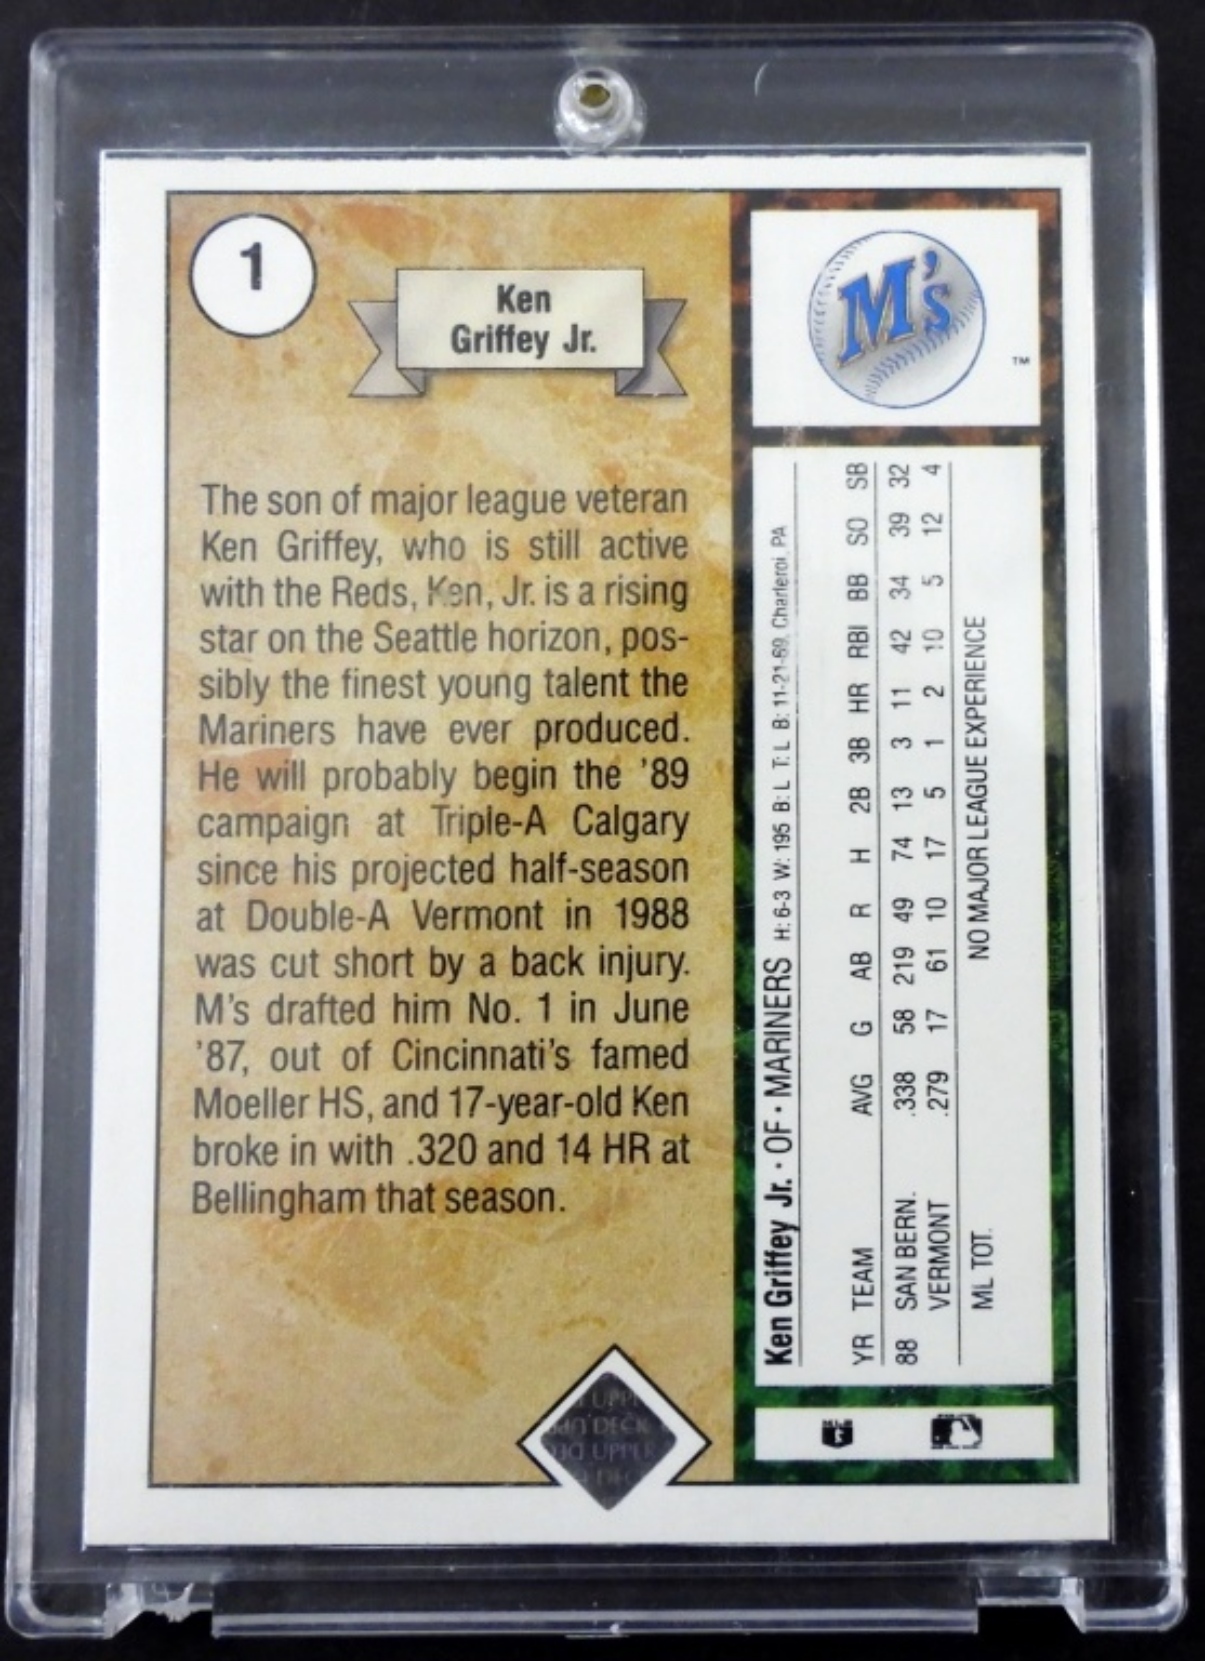 1
Ken
Griffey Jr.
The son of major league veteran
Ken Griffey, who is still active
with the Reds, Ken, Jr. is a rising
star on the Seattle horizon, pos-
sibly the finest young talent the
Mariners have ever produced.
He will probably begin the '89
campaign at Triple-A Calgary
since his projected half-season
at Double-A Vermont in 1988
was cut short by a back injury.
M's drafted him No. 1 in June
'87, out of Cincinnati's famed
Moeller HS, and 17-year-old Ken
broke in with .320 and 14 HR at
Bellingham that season.
M's
TM
Ken Griffey Jr. · OF · MARINERS H: 6-3 W: 195 B: L T: L B: 11-21-69, Charleroi, PA
YR TEAM AVG G AB R H 2B 3B HR RBI BB SO SB
88 SAN BERN. .338 58 219 49 74 13 3 11 42 34 39 32
VERMONT .279 17 61 10 17 5 1 2 10 5 12 4
ML TOT. NO MAJOR LEAGUE EXPERIENCE
UPPER
DECK
UPPER